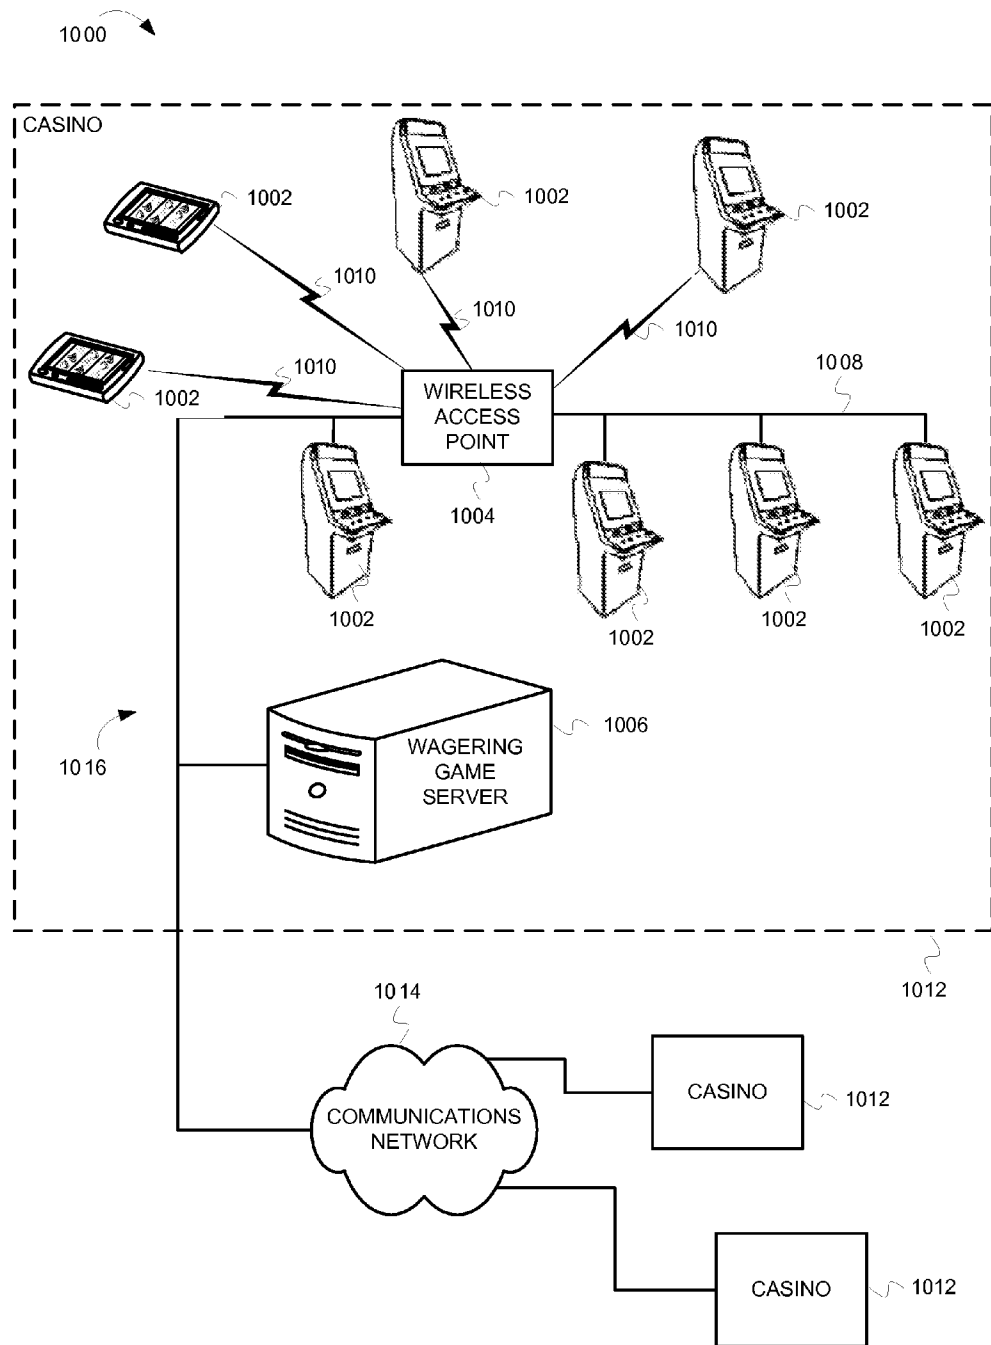 1000
CASINO
1002
1002
1002
1010
1010
1010
1010
1002
WIRELESS
ACCESS
POINT
1008
1004
1002
1002
1002
1002
1006
WAGERING
GAME
SERVER
1016
1012
1014
COMMUNICATIONS
NETWORK
CASINO
1012
CASINO
1012